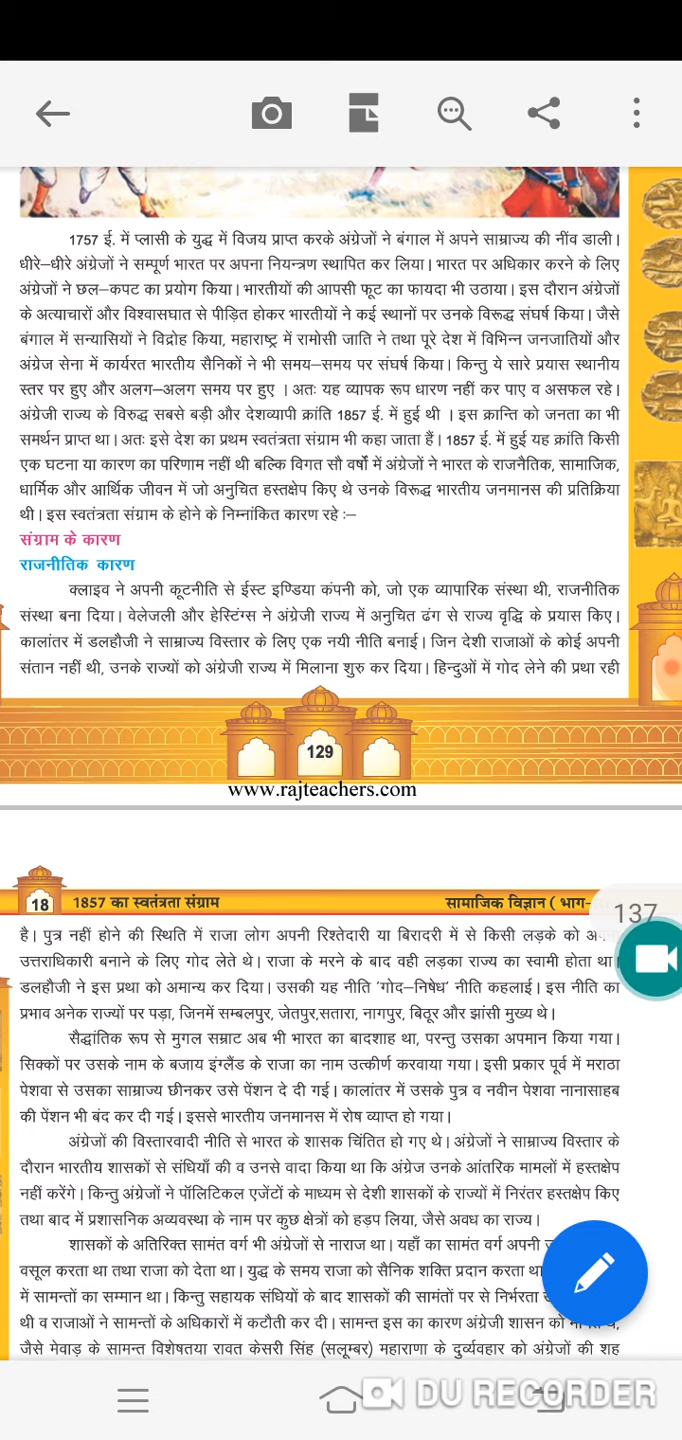 1757 ई. में प्लासी के युद्ध में विजय प्राप्त करके अंग्रेजों ने बंगाल में अपने साम्राज्य की नींव डाली।
धीरे–धीरे अंग्रेजों ने सम्पूर्ण भारत पर अपना नियन्त्रण स्थापित कर लिया। भारत पर अधिकार करने के लिए
अंग्रेजों ने छल–कपट का प्रयोग किया। भारतीयों की आपसी फूट का फायदा भी उठाया। इस दौरान अंग्रेजों
के अत्याचारों और विश्वासघात से पीड़ित होकर भारतीयों ने कई स्थानों पर उनके विरूद्ध संघर्ष किया। जैसे
बंगाल में सन्यासियों ने विद्रोह किया, महाराष्ट्र में रामोसी जाति ने तथा पूरे देश में विभिन्न जनजातियों और
अंग्रेज सेना में कार्यरत भारतीय सैनिकों ने भी समय–समय पर संघर्ष किया। किन्तु ये सारे प्रयास स्थानीय
स्तर पर हुए और अलग–अलग समय पर हुए । अतः यह व्यापक रूप धारण नहीं कर पाए व असफल रहे।
अंग्रेजी राज्य के विरुद्ध सबसे बड़ी और देशव्यापी क्रांति 1857 ई. में हुई थी । इस क्रान्ति को जनता का भी
समर्थन प्राप्त था। अतः इसे देश का प्रथम स्वतंत्रता संग्राम भी कहा जाता हैं। 1857 ई. में हुई यह क्रांति किसी
एक घटना या कारण का परिणाम नहीं थी बल्कि विगत सौ वर्षों में अंग्रेजों ने भारत के राजनैतिक, सामाजिक,
धार्मिक और आर्थिक जीवन में जो अनुचित हस्तक्षेप किए थे उनके विरूद्ध भारतीय जनमानस की प्रतिक्रिया
थी। इस स्वतंत्रता संग्राम के होने के निम्नांकित कारण रहे :–
संग्राम के कारण
राजनीतिक कारण
क्लाइव ने अपनी कूटनीति से ईस्ट इण्डिया कंपनी को, जो एक व्यापारिक संस्था थी, राजनीतिक
संस्था बना दिया। वेलेजली और हेस्टिंग्स ने अंग्रेजी राज्य में अनुचित ढंग से राज्य वृद्धि के प्रयास किए।
कालांतर में डलहौजी ने साम्राज्य विस्तार के लिए एक नयी नीति बनाई। जिन देशी राजाओं के कोई अपनी
संतान नहीं थी, उनके राज्यों को अंग्रेजी राज्य में मिलाना शुरु कर दिया। हिन्दुओं में गोद लेने की प्रथा रही
129
www.rajteachers.com
18 1857 का स्वतंत्रता संग्राम सामाजिक विज्ञान ( भाग-
137
है। पुत्र नहीं होने की स्थिति में राजा लोग अपनी रिश्तेदारी या बिरादरी में से किसी लड़के को
उत्तराधिकारी बनाने के लिए गोद लेते थे। राजा के मरने के बाद वही लड़का राज्य का स्वामी होता था।
डलहौजी ने इस प्रथा को अमान्य कर दिया। उसकी यह नीति ‘गोद–निषेध’ नीति कहलाई। इस नीति का
प्रभाव अनेक राज्यों पर पड़ा, जिनमें सम्बलपुर, जेतपुर,सतारा, नागपुर, बिठूर और झांसी मुख्य थे।
सैद्धांतिक रूप से मुगल सम्राट अब भी भारत का बादशाह था, परन्तु उसका अपमान किया गया।
सिक्कों पर उसके नाम के बजाय इंग्लैंड के राजा का नाम उत्कीर्ण करवाया गया। इसी प्रकार पूर्व में मराठा
पेशवा से उसका साम्राज्य छीनकर उसे पेंशन दे दी गई। कालांतर में उसके पुत्र व नवीन पेशवा नानासाहब
की पेंशन भी बंद कर दी गई। इससे भारतीय जनमानस में रोष व्याप्त हो गया।
अंग्रेजों की विस्तारवादी नीति से भारत के शासक चिंतित हो गए थे। अंग्रेजों ने साम्राज्य विस्तार के
दौरान भारतीय शासकों से संधियाँ की व उनसे वादा किया था कि अंग्रेज उनके आंतरिक मामलों में हस्तक्षेप
नहीं करेंगे। किन्तु अंग्रेजों ने पॉलिटिकल एजेंटों के माध्यम से देशी शासकों के राज्यों में निरंतर हस्तक्षेप किए
तथा बाद में प्रशासनिक अव्यवस्था के नाम पर कुछ क्षेत्रों को हड़प लिया, जैसे अवध का राज्य।
शासकों के अतिरिक्त सामंत वर्ग भी अंग्रेजों से नाराज था। यहाँ का सामंत वर्ग अपनी
वसूल करता था तथा राजा को देता था। युद्ध के समय राजा को सैनिक शक्ति प्रदान करता था
में सामन्तों का सम्मान था। किन्तु सहायक संधियों के बाद शासकों की सामंतों पर से निर्भरता
थी व राजाओं ने सामन्तों के अधिकारों में कटौती कर दी। सामन्त इस का कारण अंग्रेजी शासन को
जैसे मेवाड़ के सामन्त विशेषतया रावत केसरी सिंह (सलूम्बर) महाराणा के दुर्व्यवहार को अंग्रेजों की शह
DU RECORDER